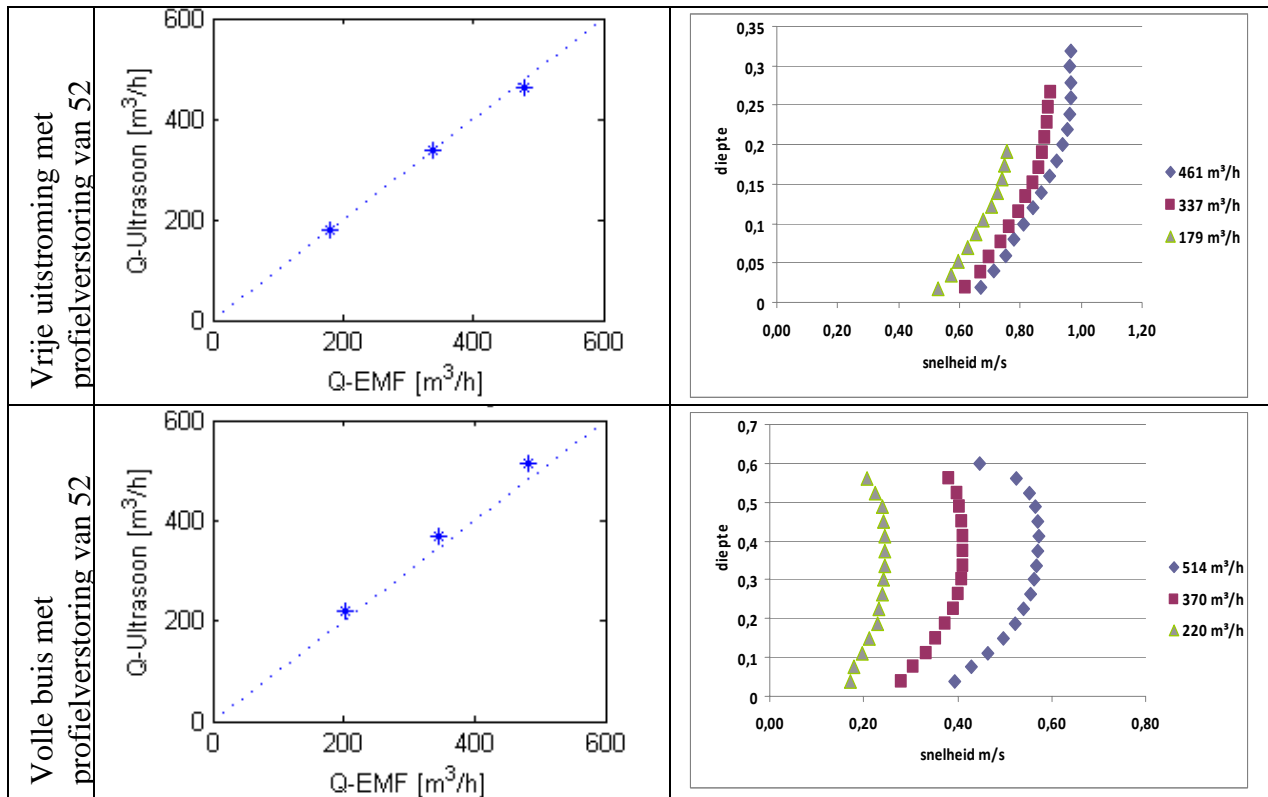 Vrije uitstroming met
profielverstoring van 52
600
400
200
0
0 200 400 600
Q-Ultrasoon [m³/h]
Q-EMF [m³/h]
0,35
0,3
0,25
0,2
0,15
0,1
0,05
0
0,00 0,20 0,40 0,60 0,80 1,00 1,20
diepte
snelheid m/s
461 m³/h
337 m³/h
179 m³/h
Volle buis met
profielverstoring van 52
600
400
200
0
0 200 400 600
Q-Ultrasoon [m³/h]
Q-EMF [m³/h]
0,7
0,6
0,5
0,4
0,3
0,2
0,1
0
0,00 0,20 0,40 0,60 0,80
diepte
snelheid m/s
514 m³/h
370 m³/h
220 m³/h